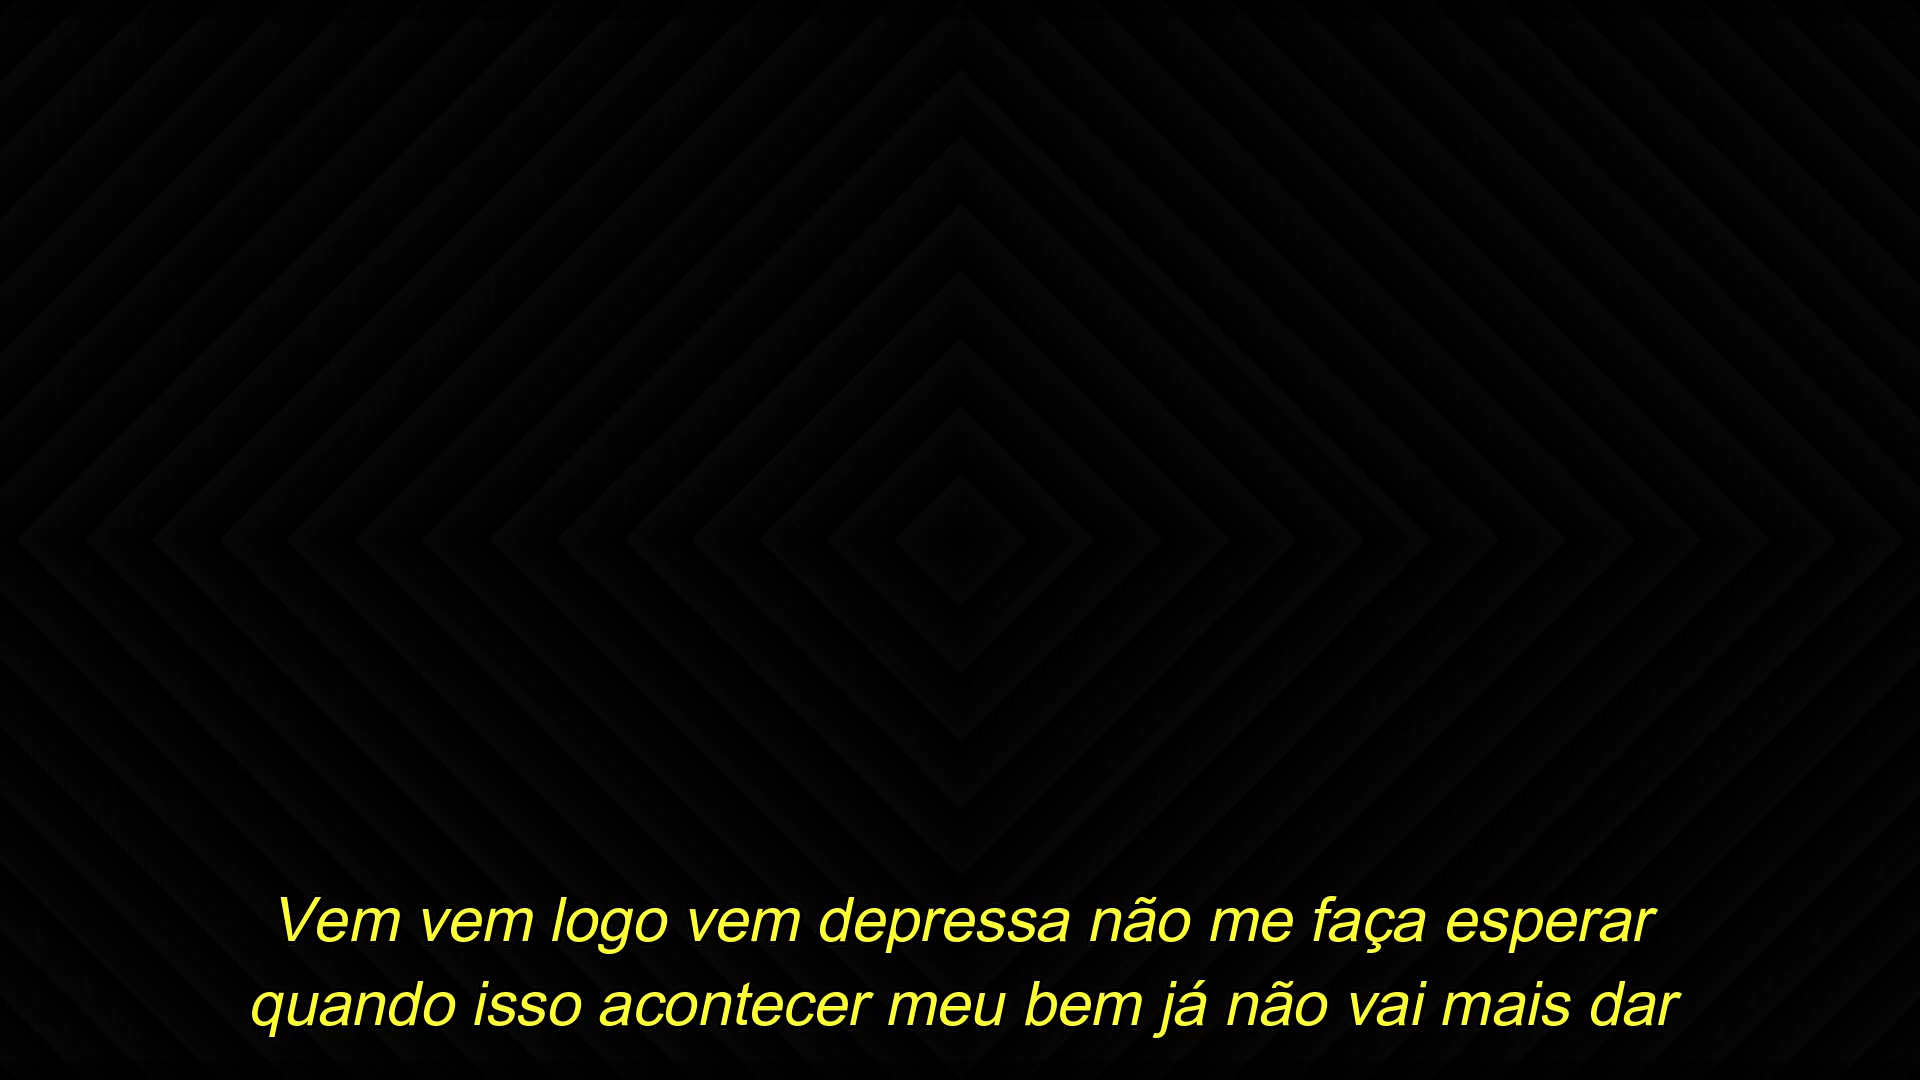 Vem vem logo vem depressa não me faça esperar
quando isso acontecer meu bem já não vai mais dar